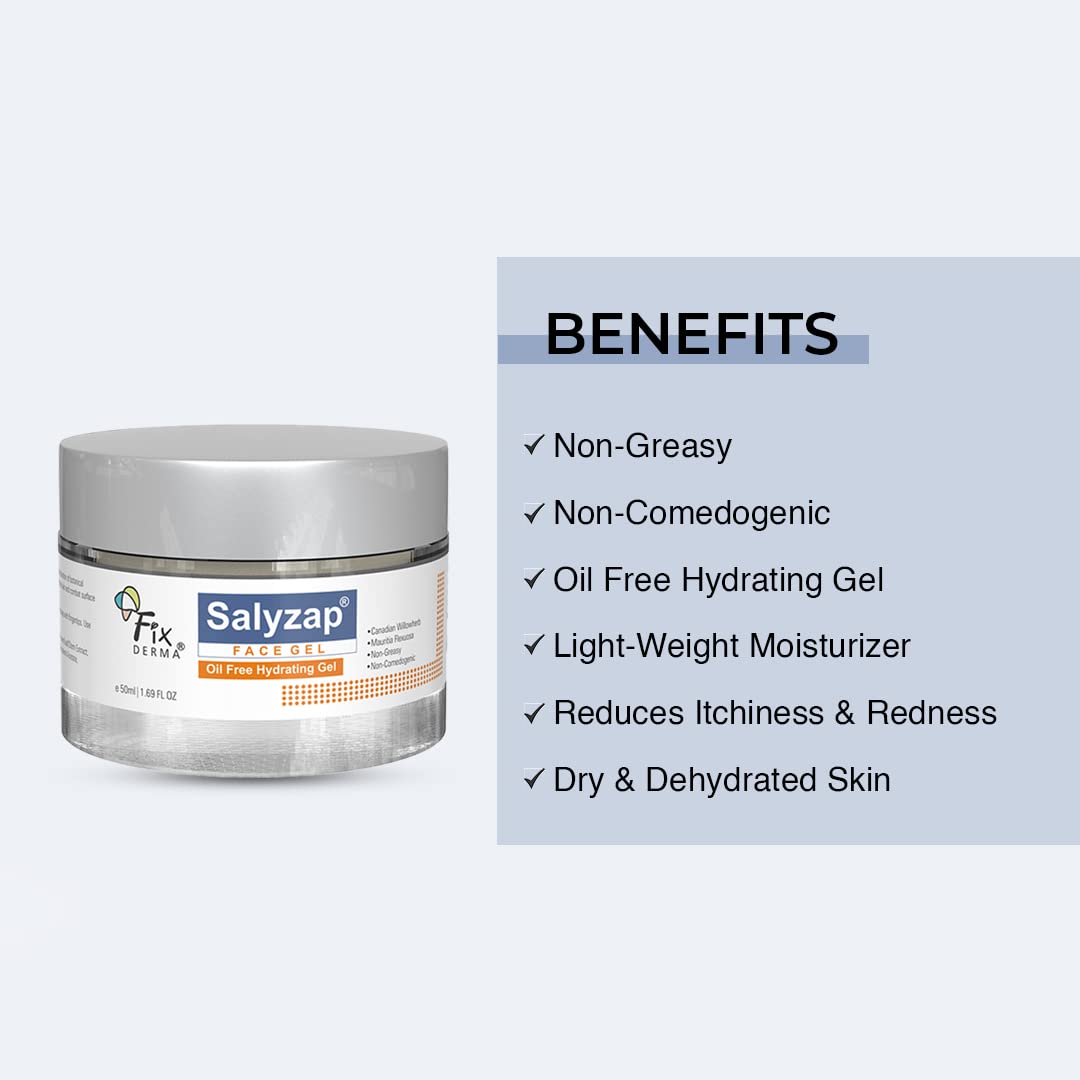 BENEFITS
Non-Greasy
Non-Comedogenic
Oil Free Hydrating Gel
Light-Weight Moisturizer
Reduces Itchiness & Redness
Dry & Dehydrated Skin
Fix
DERMA®
Salyzap®
FACE GEL
Oil Free Hydrating Gel
•Canadian Willowherb
•Mauritia Flexuosa
•Non-Greasy
•Non-Comedogenic
e 50ml | 1.69 FL OZ